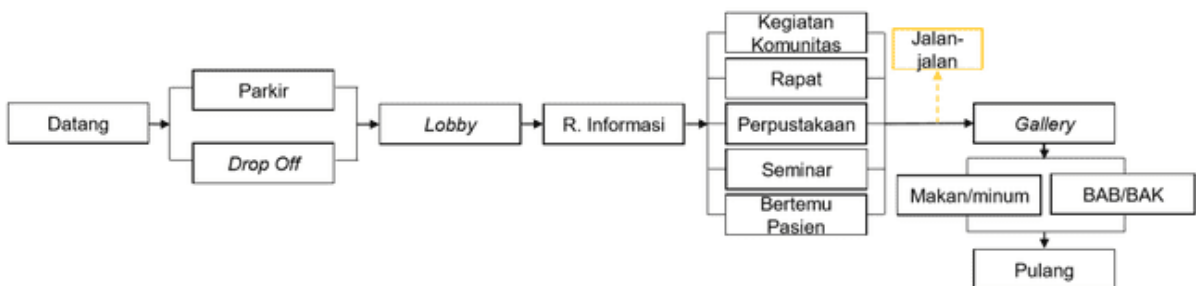 Datang
Parkir
Drop Off
Lobby
R. Informasi
Kegiatan
Komunitas
Rapat
Perpustakaan
Seminar
Bertemu
Pasien
Jalan-
jalan
Gallery
Makan/minum
BAB/BAK
Pulang